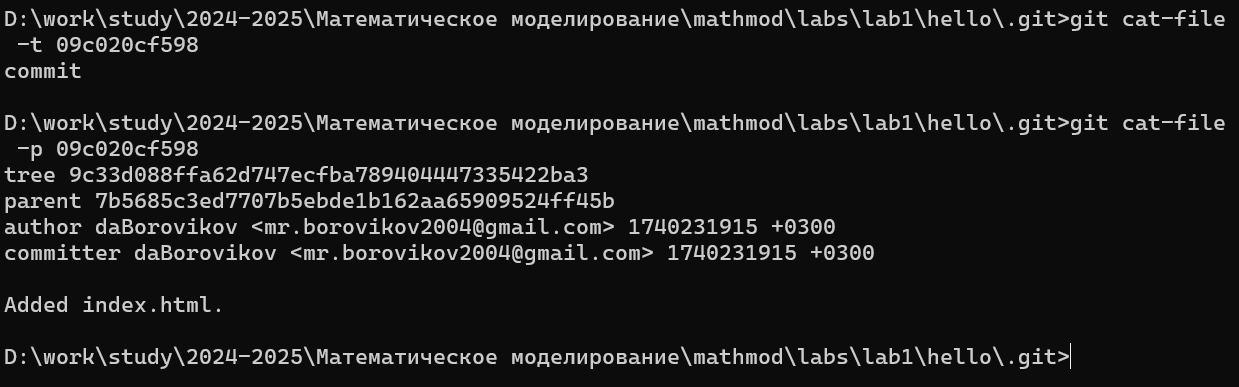 D:\work\study\2024-2025\Математическое моделирование\mathmod\labs\lab1\hello\.git>git cat-file
-t 09c020cf598
commit
D:\work\study\2024-2025\Математическое моделирование\mathmod\labs\lab1\hello\.git>git cat-file
-p 09c020cf598
tree 9c33d088ffa62d747ecfba789404447335422ba3
parent 7b5685c3ed7707b5ebde1b162aa65909524ff45b
author daBorovikov <mr.borovikov2004@gmail.com> 1740231915 +0300
committer daBorovikov <mr.borovikov2004@gmail.com> 1740231915 +0300
Added index.html.
D:\work\study\2024-2025\Математическое моделирование\mathmod\labs\lab1\hello\.git>